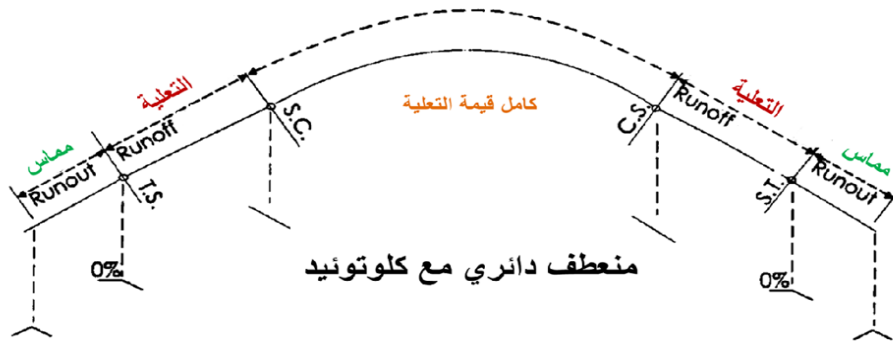 كامل قيمة التعلية
التعلية
التعلية
مماس
مماس
Runout
Runoff
T.S.
S.C.
C.S.
Runoff
S.T.
Runout
0%
0%
منعطف دائري مع كلوتوئيد